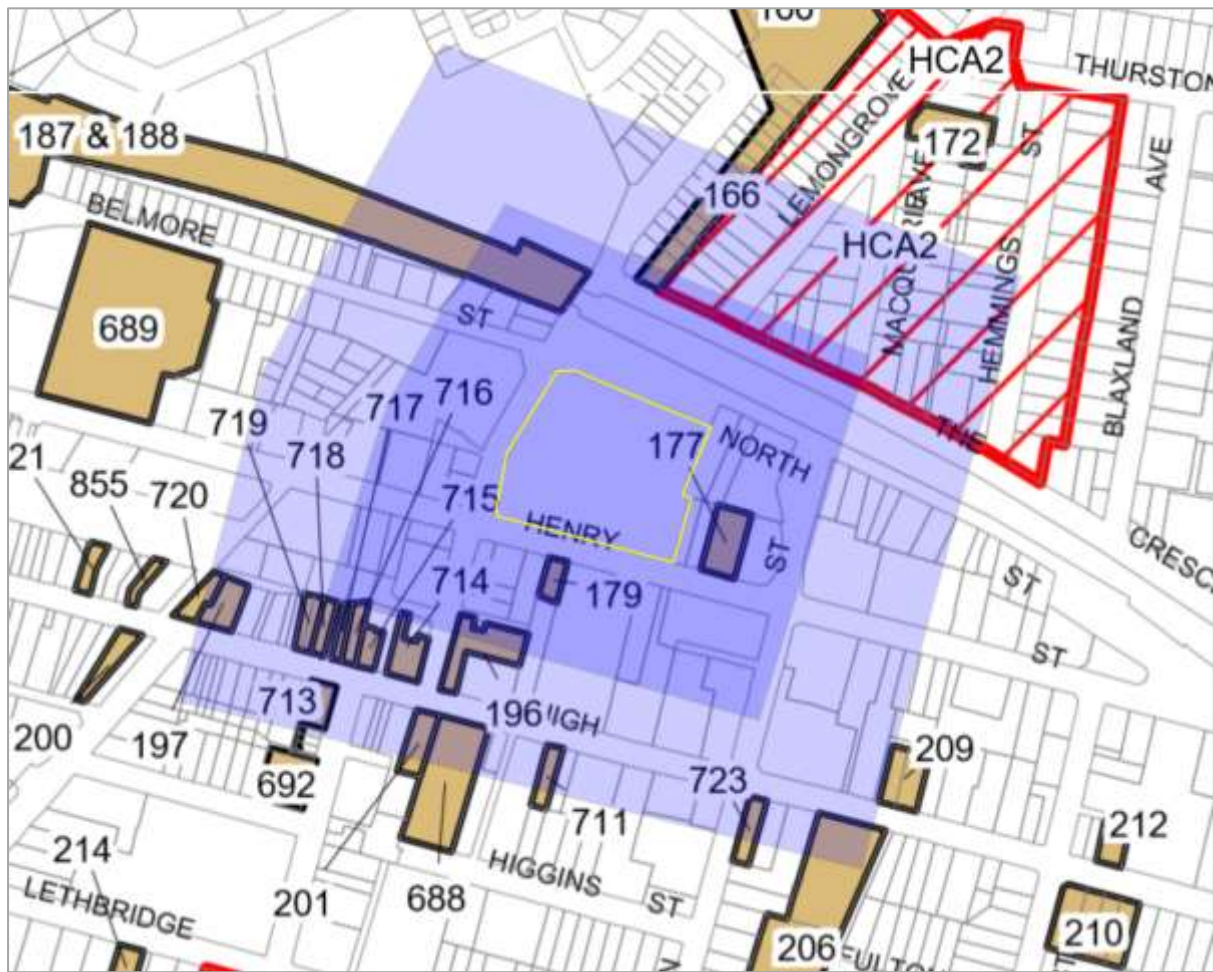 HCA2
THURSTON
187 & 188
172
ST
AVE
LEMONGROVE
AVE
166
BELMORE
HCA2
HEMMINGS
689
ST
BLAXLAND
716
717
719
THE
177
NORTH
718
21
855
720
715
HENRY
CRESC
ST
714
179
ST
ST
713
196
HIGH
200
197
209
692
723
711
212
214
HIGGINS
LETHBRIDGE
201
688
ST
210
206
FULTON